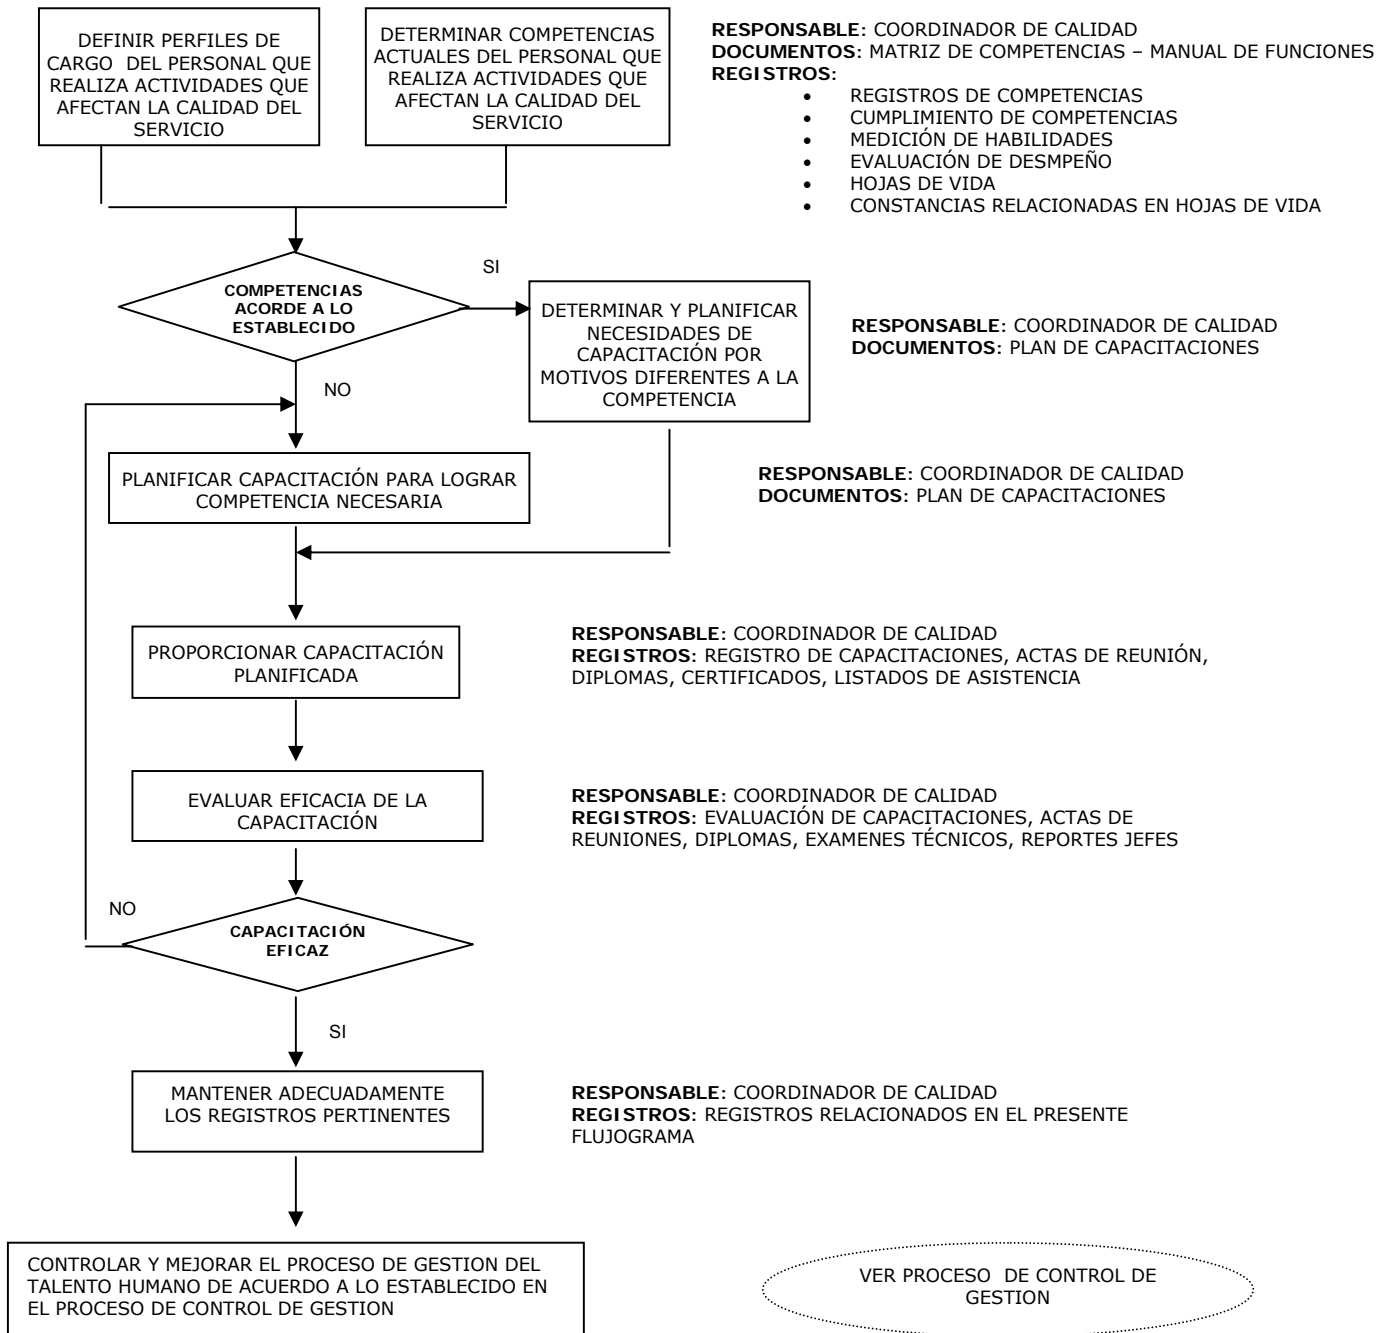 DEFINIR PERFILES DE
CARGO DEL PERSONAL QUE
REALIZA ACTIVIDADES QUE
AFECTAN LA CALIDAD DEL
SERVICIO
DETERMINAR COMPETENCIAS
ACTUALES DEL PERSONAL QUE
REALIZA ACTIVIDADES QUE
AFECTAN LA CALIDAD DEL
SERVICIO
RESPONSABLE: COORDINADOR DE CALIDAD
DOCUMENTOS: MATRIZ DE COMPETENCIAS – MANUAL DE FUNCIONES
REGISTROS:
• REGISTROS DE COMPETENCIAS
• CUMPLIMIENTO DE COMPETENCIAS
• MEDICIÓN DE HABILIDADES
• EVALUACIÓN DE DESMPEÑO
• HOJAS DE VIDA
• CONSTANCIAS RELACIONADAS EN HOJAS DE VIDA
COMPETENCIAS
ACORDE A LO
ESTABLECIDO
SI
NO
DETERMINAR Y PLANIFICAR
NECESIDADES DE
CAPACITACIÓN POR
MOTIVOS DIFERENTES A LA
COMPETENCIA
RESPONSABLE: COORDINADOR DE CALIDAD
DOCUMENTOS: PLAN DE CAPACITACIONES
PLANIFICAR CAPACITACIÓN PARA LOGRAR
COMPETENCIA NECESARIA
RESPONSABLE: COORDINADOR DE CALIDAD
DOCUMENTOS: PLAN DE CAPACITACIONES
PROPORCIONAR CAPACITACIÓN
PLANIFICADA
RESPONSABLE: COORDINADOR DE CALIDAD
REGISTROS: REGISTRO DE CAPACITACIONES, ACTAS DE REUNIÓN,
DIPLOMAS, CERTIFICADOS, LISTADOS DE ASISTENCIA
EVALUAR EFICACIA DE LA
CAPACITACIÓN
RESPONSABLE: COORDINADOR DE CALIDAD
REGISTROS: EVALUACIÓN DE CAPACITACIONES, ACTAS DE
REUNIONES, DIPLOMAS, EXAMENES TÉCNICOS, REPORTES JEFES
NO
CAPACITACIÓN
EFICAZ
SI
MANTENER ADECUADAMENTE
LOS REGISTROS PERTINENTES
RESPONSABLE: COORDINADOR DE CALIDAD
REGISTROS: REGISTROS RELACIONADOS EN EL PRESENTE
FLUJOGRAMA
CONTROLAR Y MEJORAR EL PROCESO DE GESTION DEL
TALENTO HUMANO DE ACUERDO A LO ESTABLECIDO EN
EL PROCESO DE CONTROL DE GESTION
VER PROCESO DE CONTROL DE
GESTION